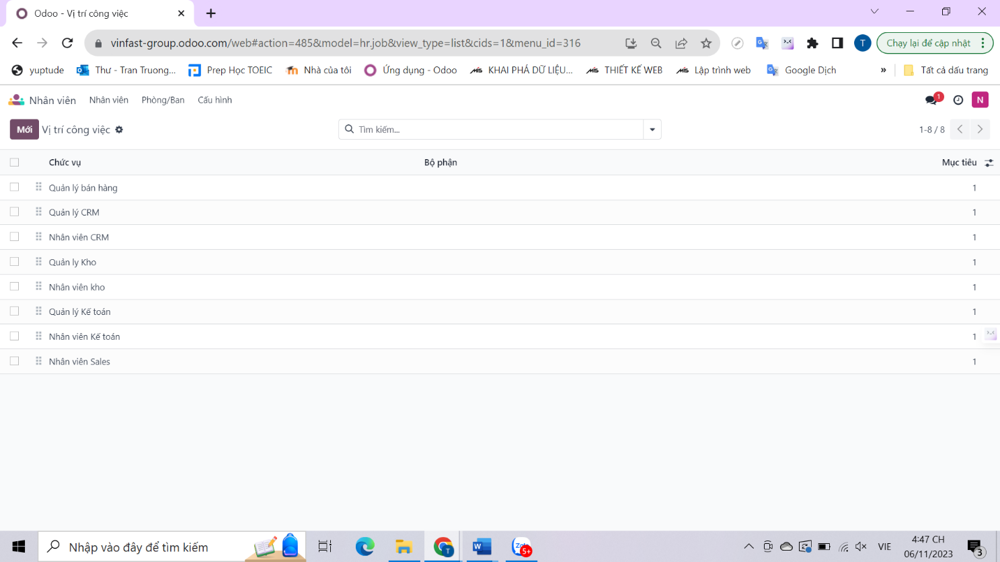 Odoo - Vị trí công việc
vinfast-group.odoo.com/web#action=485&model=hr.job&view_type=list&cids=1&menu_id=316
T
Chạy lại để cập nhật
yuptude
Thư - Tran Truong...
Prep Học TOEIC
Nhà của tôi
Ứng dụng - Odoo
KHAI PHÁ DỮ LIỆU...
THIẾT KẾ WEB
Lập trình web
Google Dịch
»
Tất cả dấu trang
Nhân viên
Nhân viên
Phòng/Ban
Cấu hình
1
N
Mới
Vị trí công việc
Tìm kiếm...
1-8 / 8
Chức vụ
Bộ phận
Mục tiêu
Quản lý bán hàng
1
Quản lý CRM
1
Nhân viên CRM
1
Quản ly Kho
1
Nhân viên kho
1
Quản lý Kế toán
1
Nhân viên Kế toán
1
Nhân viên Sales
1
Nhập vào đây để tìm kiếm
T
W
Zalo
5+
VIE
4:47 CH
06/11/2023
3